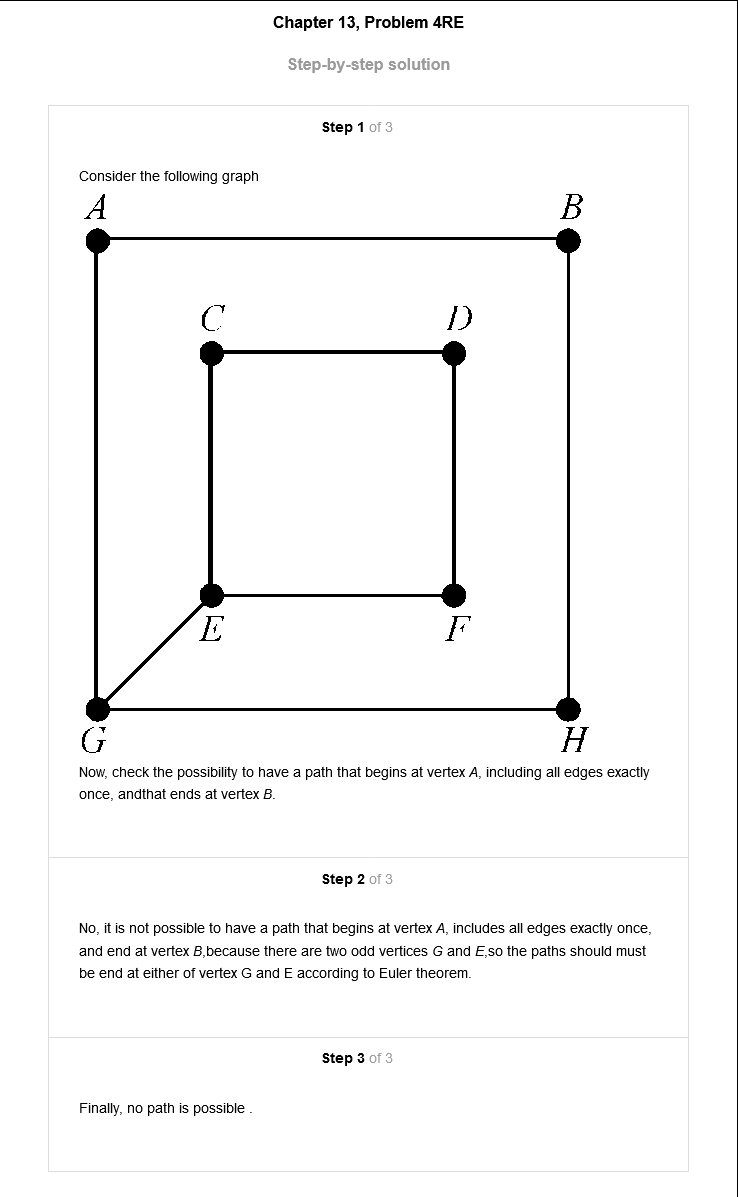 Chapter 13, Problem 4RE
Step-by-step solution
Step 1 of 3
Consider the following graph
A
B
C
D
E
F
G
H
Now, check the possibility to have a path that begins at vertex A, including all edges exactly
once, andthat ends at vertex B.
Step 2 of 3
No, it is not possible to have a path that begins at vertex A, includes all edges exactly once,
and end at vertex B,because there are two odd vertices G and E,so the paths should must
be end at either of vertex G and E according to Euler theorem.
Step 3 of 3
Finally, no path is possible .